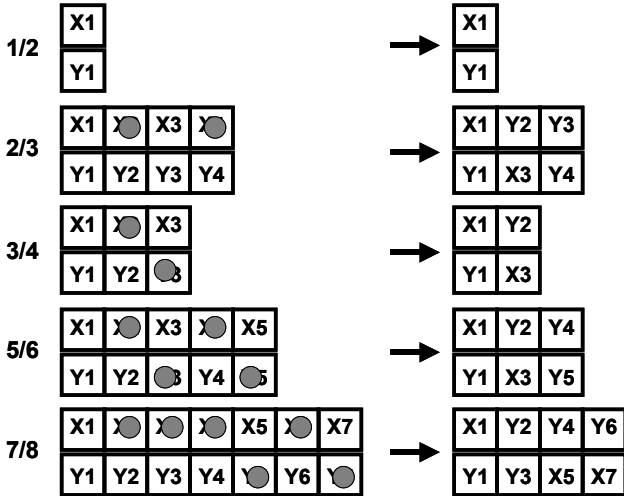 X1 X1
1/2
Y1 Y1
X1 X3 X1 Y2 Y3
2/3
Y1 Y2 Y3 Y4 Y1 X3 Y4
X1 X3 X1 Y2
3/4
Y1 Y2 Y1 X3
X1 X3 X5 X1 Y2 Y4
5/6
Y1 Y2 Y4 Y1 X3 Y5
X1 X5 X7 X1 Y2 Y4 Y6
7/8
Y1 Y2 Y3 Y4 Y6 Y1 Y3 X5 X7